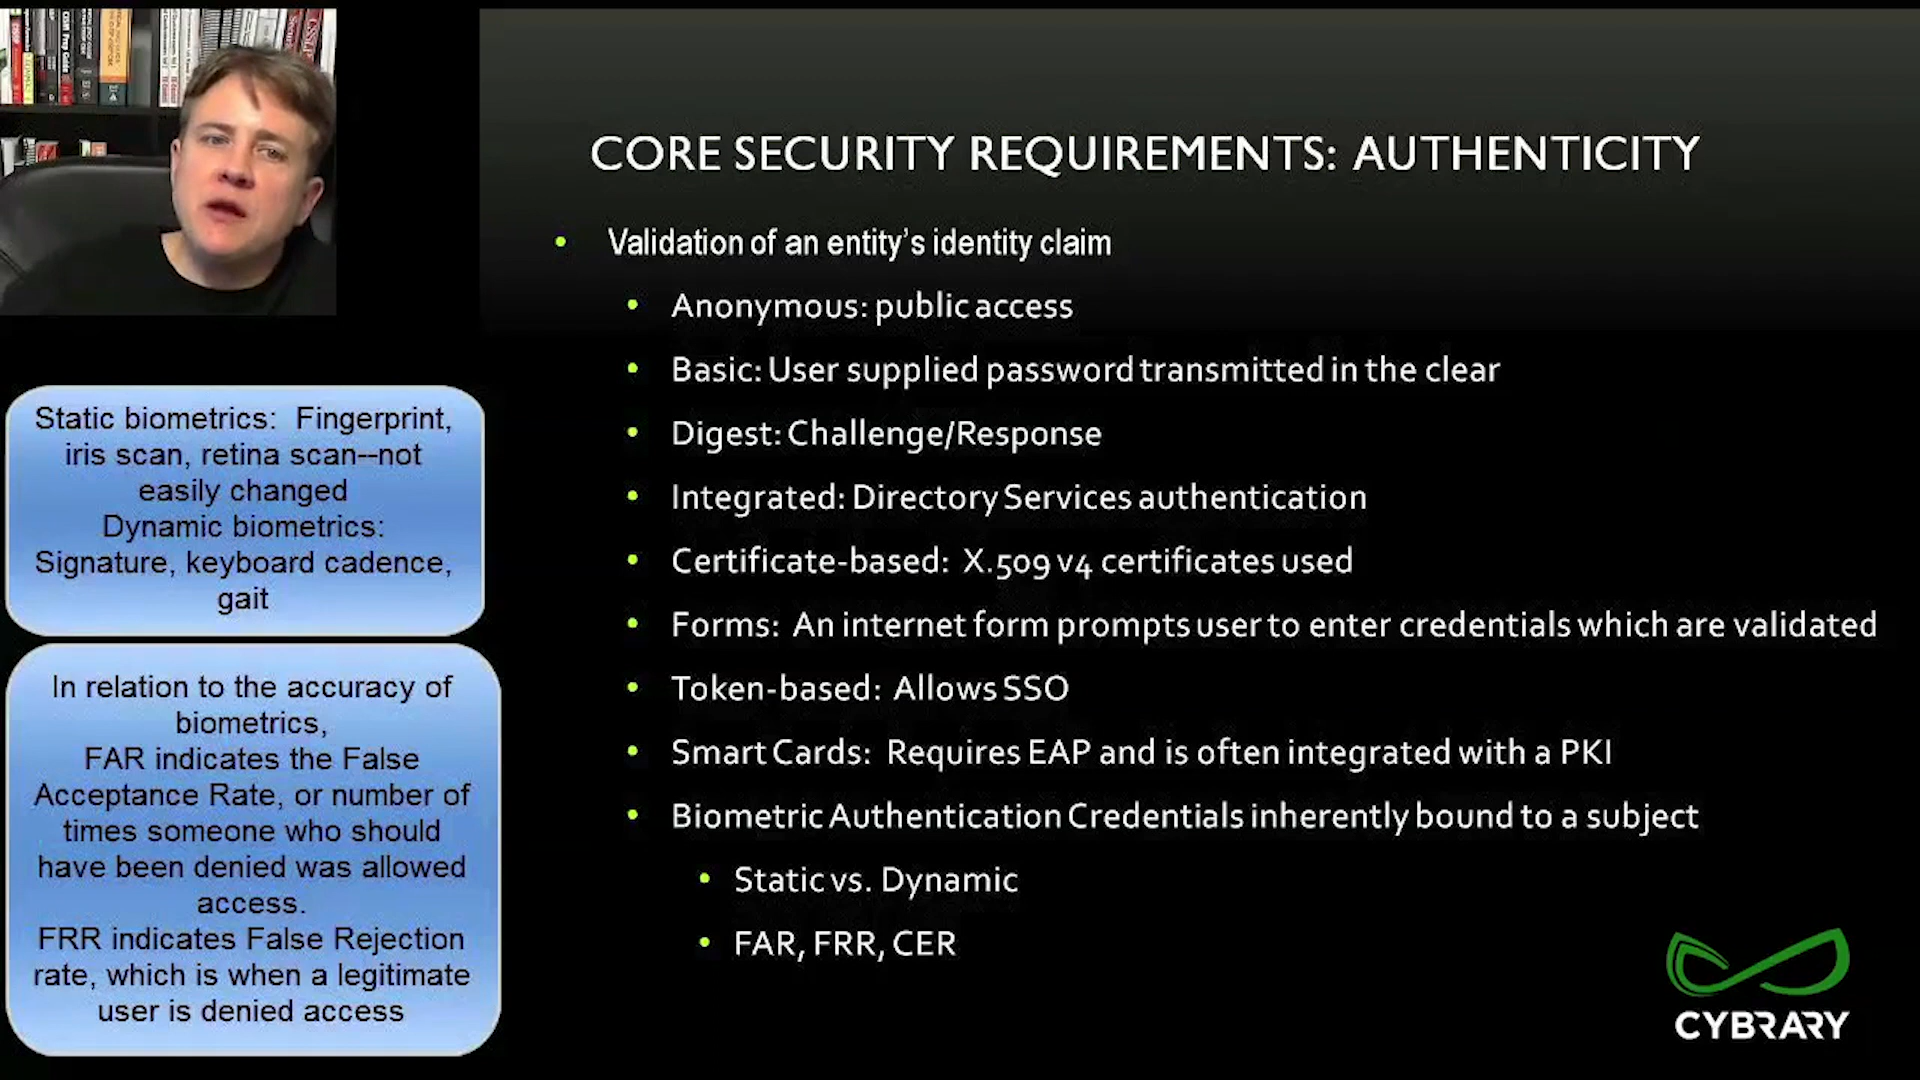 CORE SECURITY REQUIREMENTS: AUTHENTICITY
• Validation of an entity's identity claim
• Anonymous: public access
• Basic: User supplied password transmitted in the clear
• Digest: Challenge/Response
• Integrated: Directory Services authentication
• Certificate-based: X.509 v4 certificates used
• Forms: An internet form prompts user to enter credentials which are validated
• Token-based: Allows SSO
• Smart Cards: Requires EAP and is often integrated with a PKI
• Biometric Authentication Credentials inherently bound to a subject
• Static vs. Dynamic
• FAR, FRR, CER
Static biometrics: Fingerprint,
iris scan, retina scan--not
easily changed
Dynamic biometrics:
Signature, keyboard cadence,
gait
In relation to the accuracy of
biometrics,
FAR indicates the False
Acceptance Rate, or number of
times someone who should
have been denied was allowed
access.
FRR indicates False Rejection
rate, which is when a legitimate
user is denied access
CYBRARY